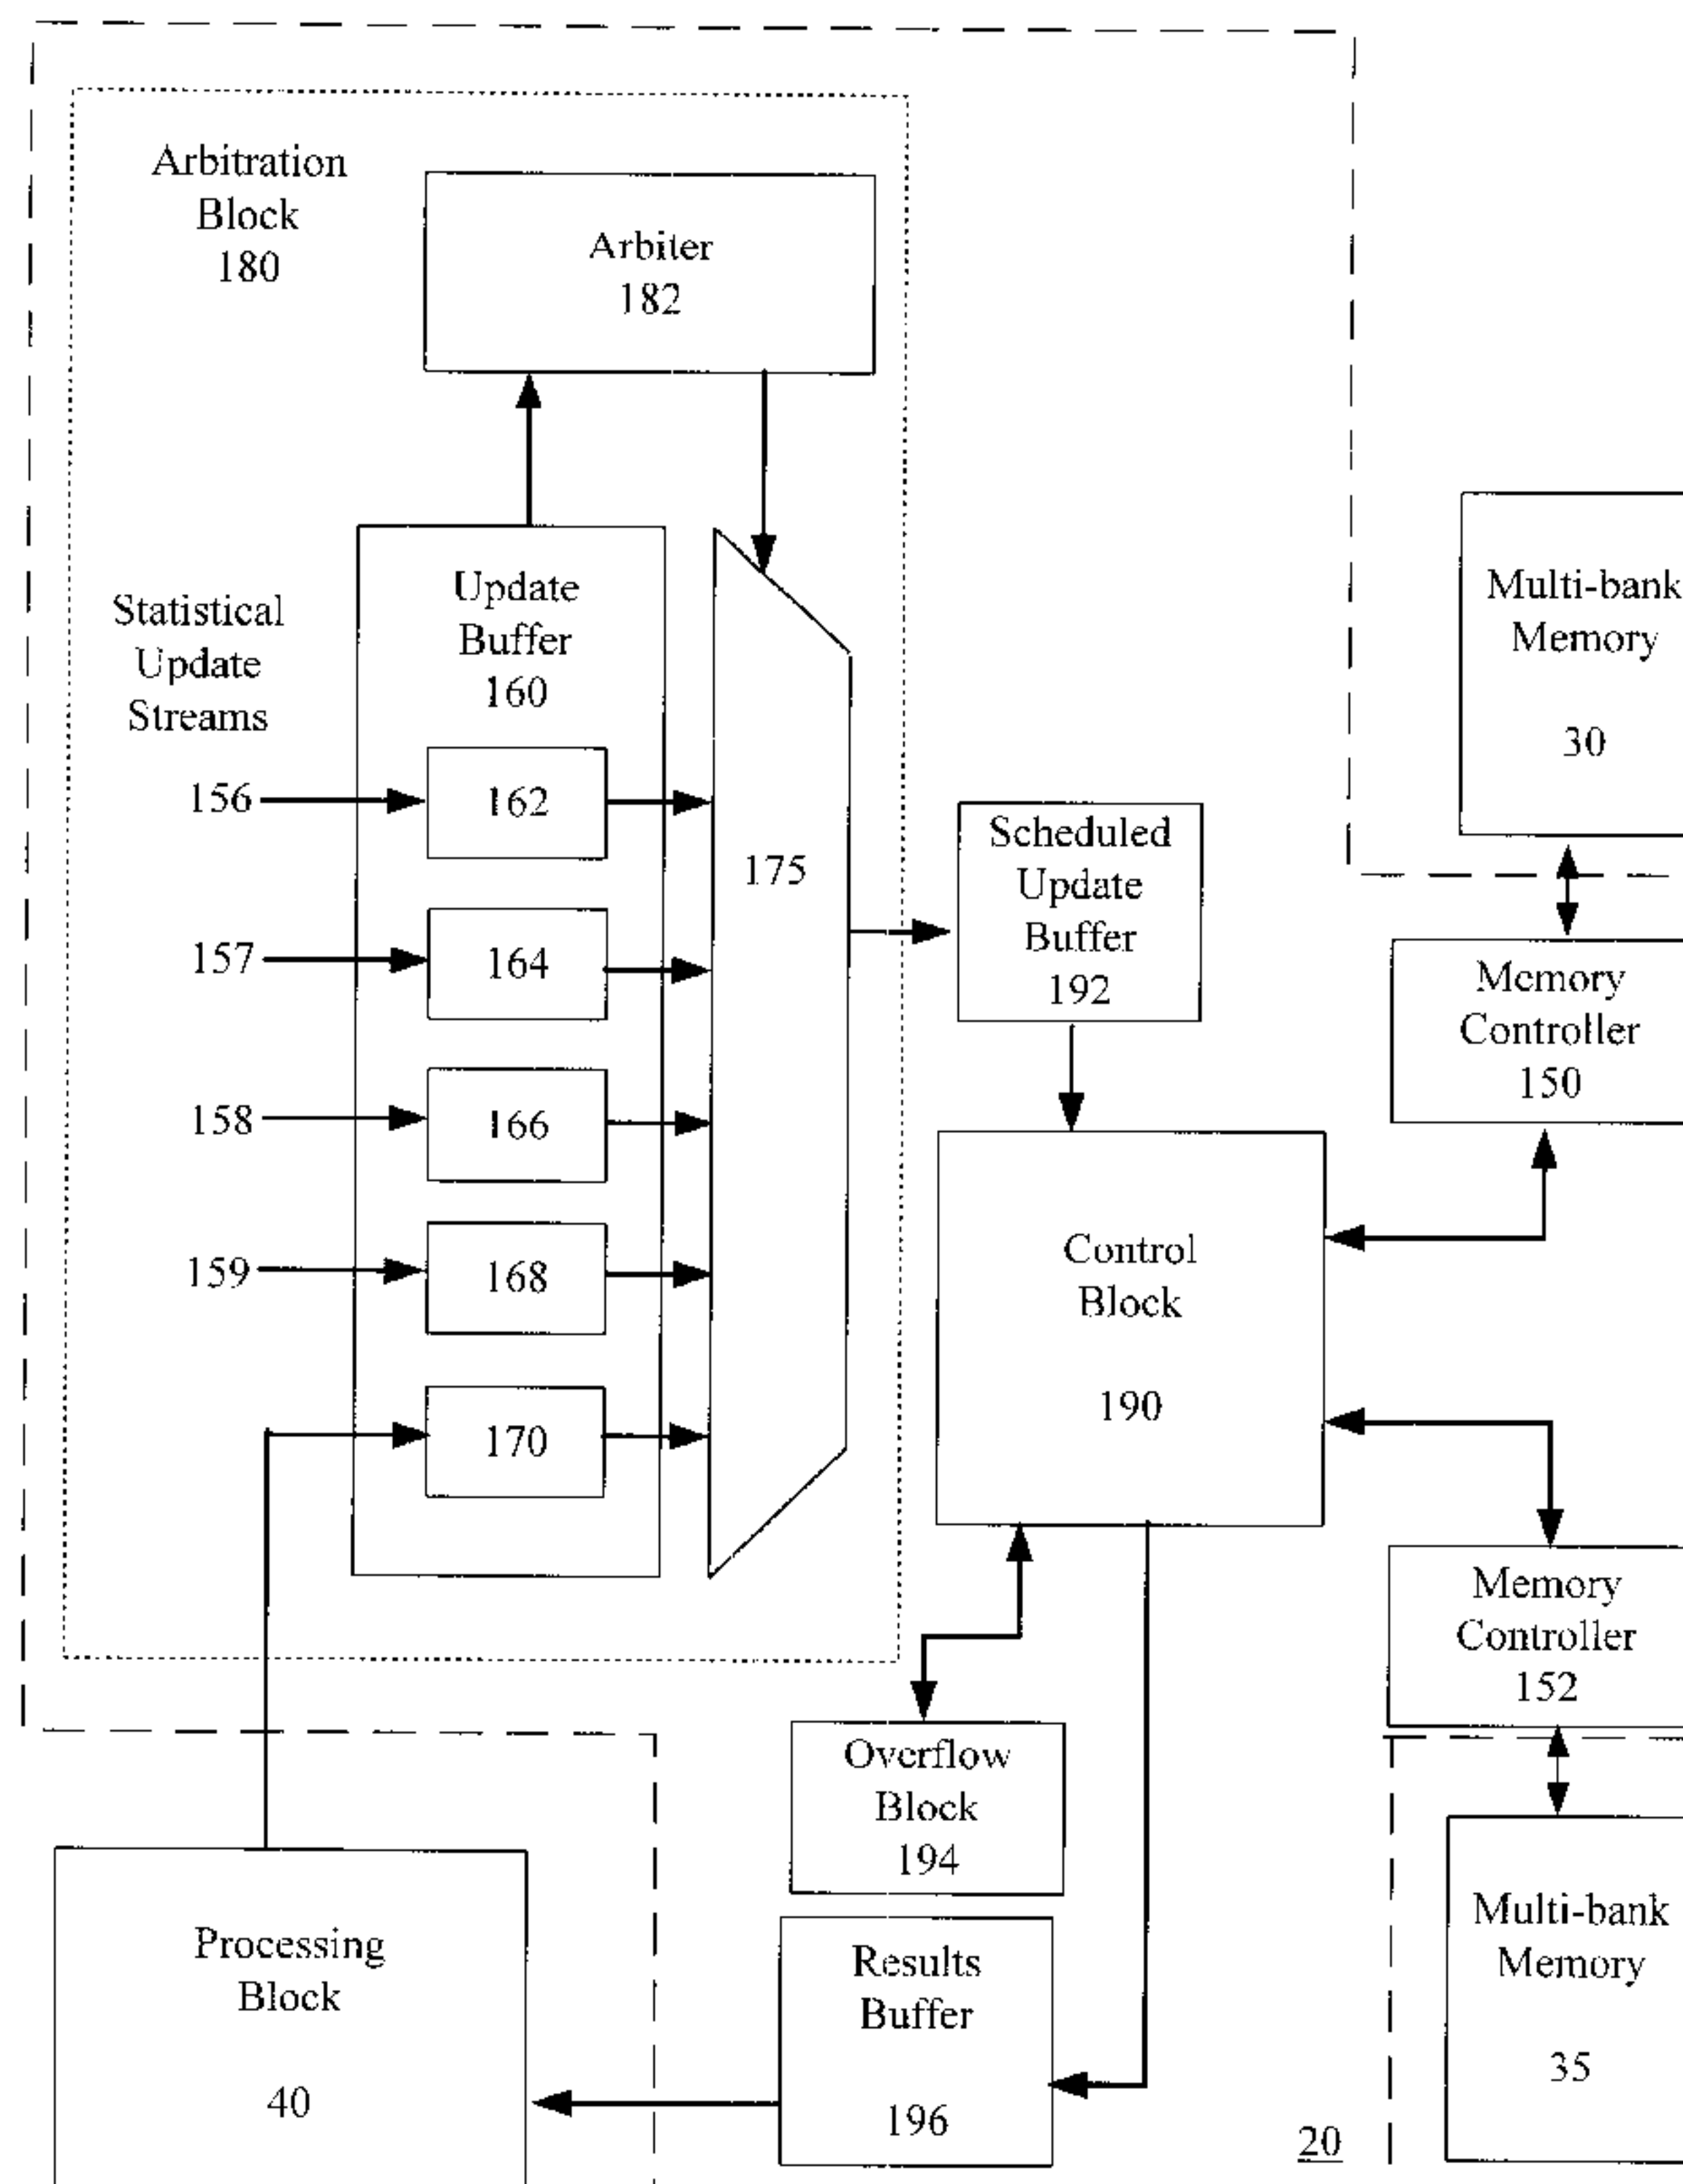 Arbitration
Block
180
Arbiter
182
Statistical
Update
Streams
Update
Buffer
160
156
162
157
164
158
166
159
168
170
175
Scheduled
Update
Buffer
192
Multi-bank
Memory
30
Memory
Controller
150
Control
Block
190
Memory
Controller
152
Overflow
Block
194
Processing
Block
40
Results
Buffer
196
Multi-bank
Memory
35
20